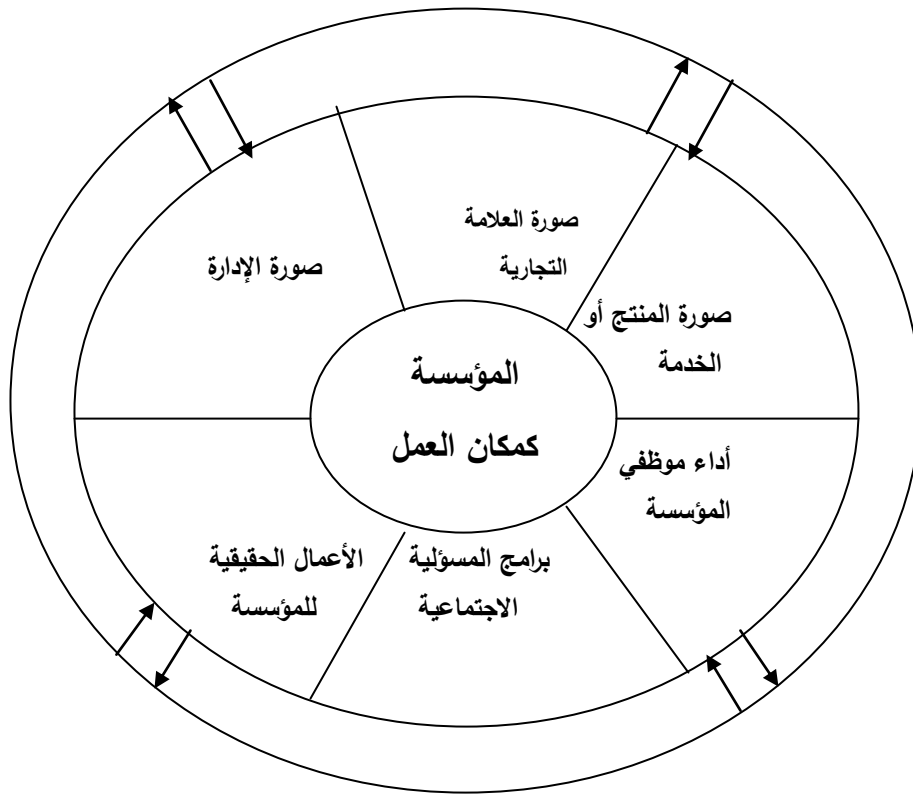 صورة العلامة
التجارية
صورة الإدارة
صورة المنتج أو
الخدمة
المؤسسة
كمكان العمل
أداء موظفي
المؤسسة
برامج المسؤلية
الاجتماعية
الأعمال الحقيقية
للمؤسسة